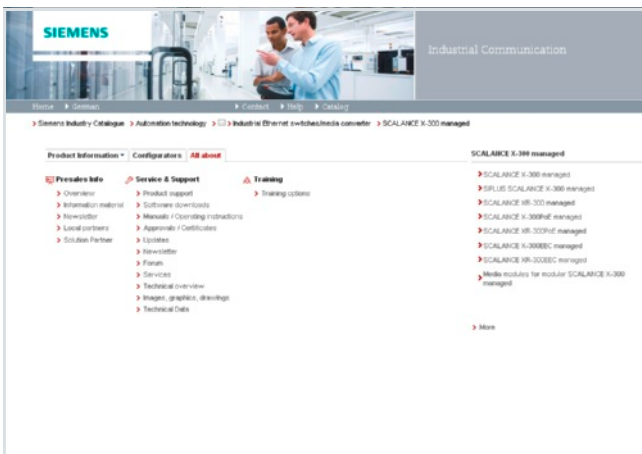 SIEMENS
Industrial Communication
Home German Contact Help Catalog
Siemens Industry Catalogue Automation technology Industrial Ethernet switches/media converter SCALANCE X-300 managed
Product Information Configurators All about
Presales Info
Overview
Information material
Newsletter
Local partners
Solution Partner
Service & Support
Product support
Software downloads
Manuals / Operating instructions
Approvals / Certificates
Updates
Newsletter
Forum
Services
Technical overview
Images, graphics, drawings
Technical Data
Training
Training options
SCALANCE X-300 managed
SCALANCE X-300 managed
SIPLUS SCALANCE X-300 managed
SCALANCE XR-300 managed
SCALANCE X-300PoE managed
SCALANCE XR-300PoE managed
SCALANCE X-300EEC managed
SCALANCE XR-300EEC managed
Media modules for modular SCALANCE X-300
managed
More